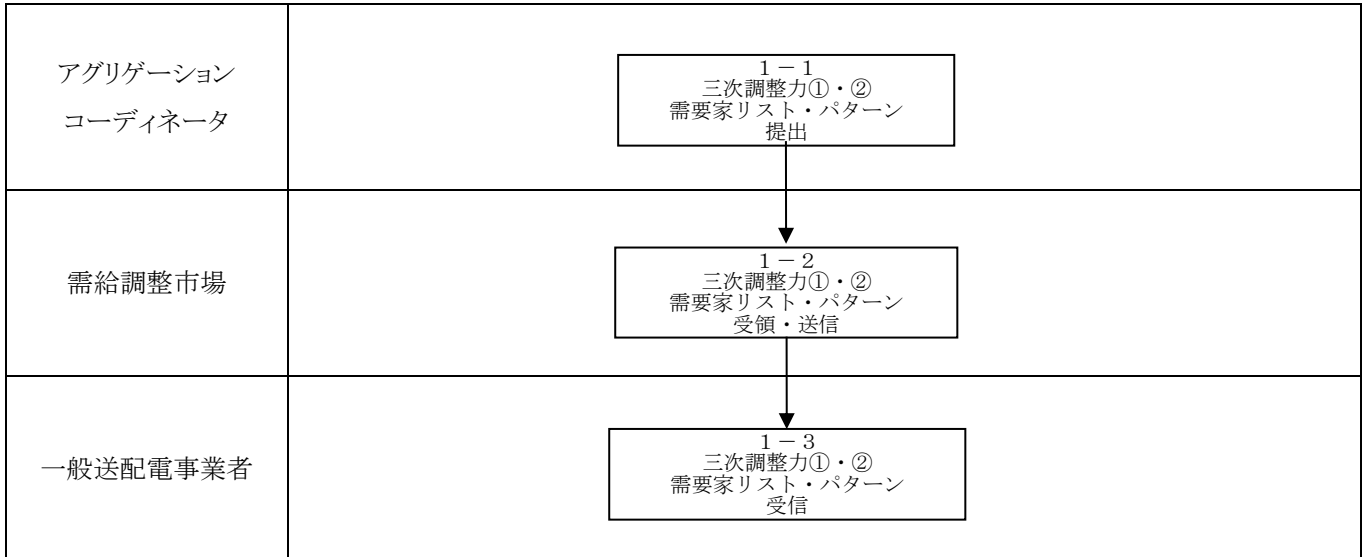 アグリゲーション
コーディネータ
１－１
三次調整力①・②
需要家リスト・パターン
提出
需給調整市場
１－２
三次調整力①・②
需要家リスト・パターン
受領・送信
一般送配電事業者
１－３
三次調整力①・②
需要家リスト・パターン
受信